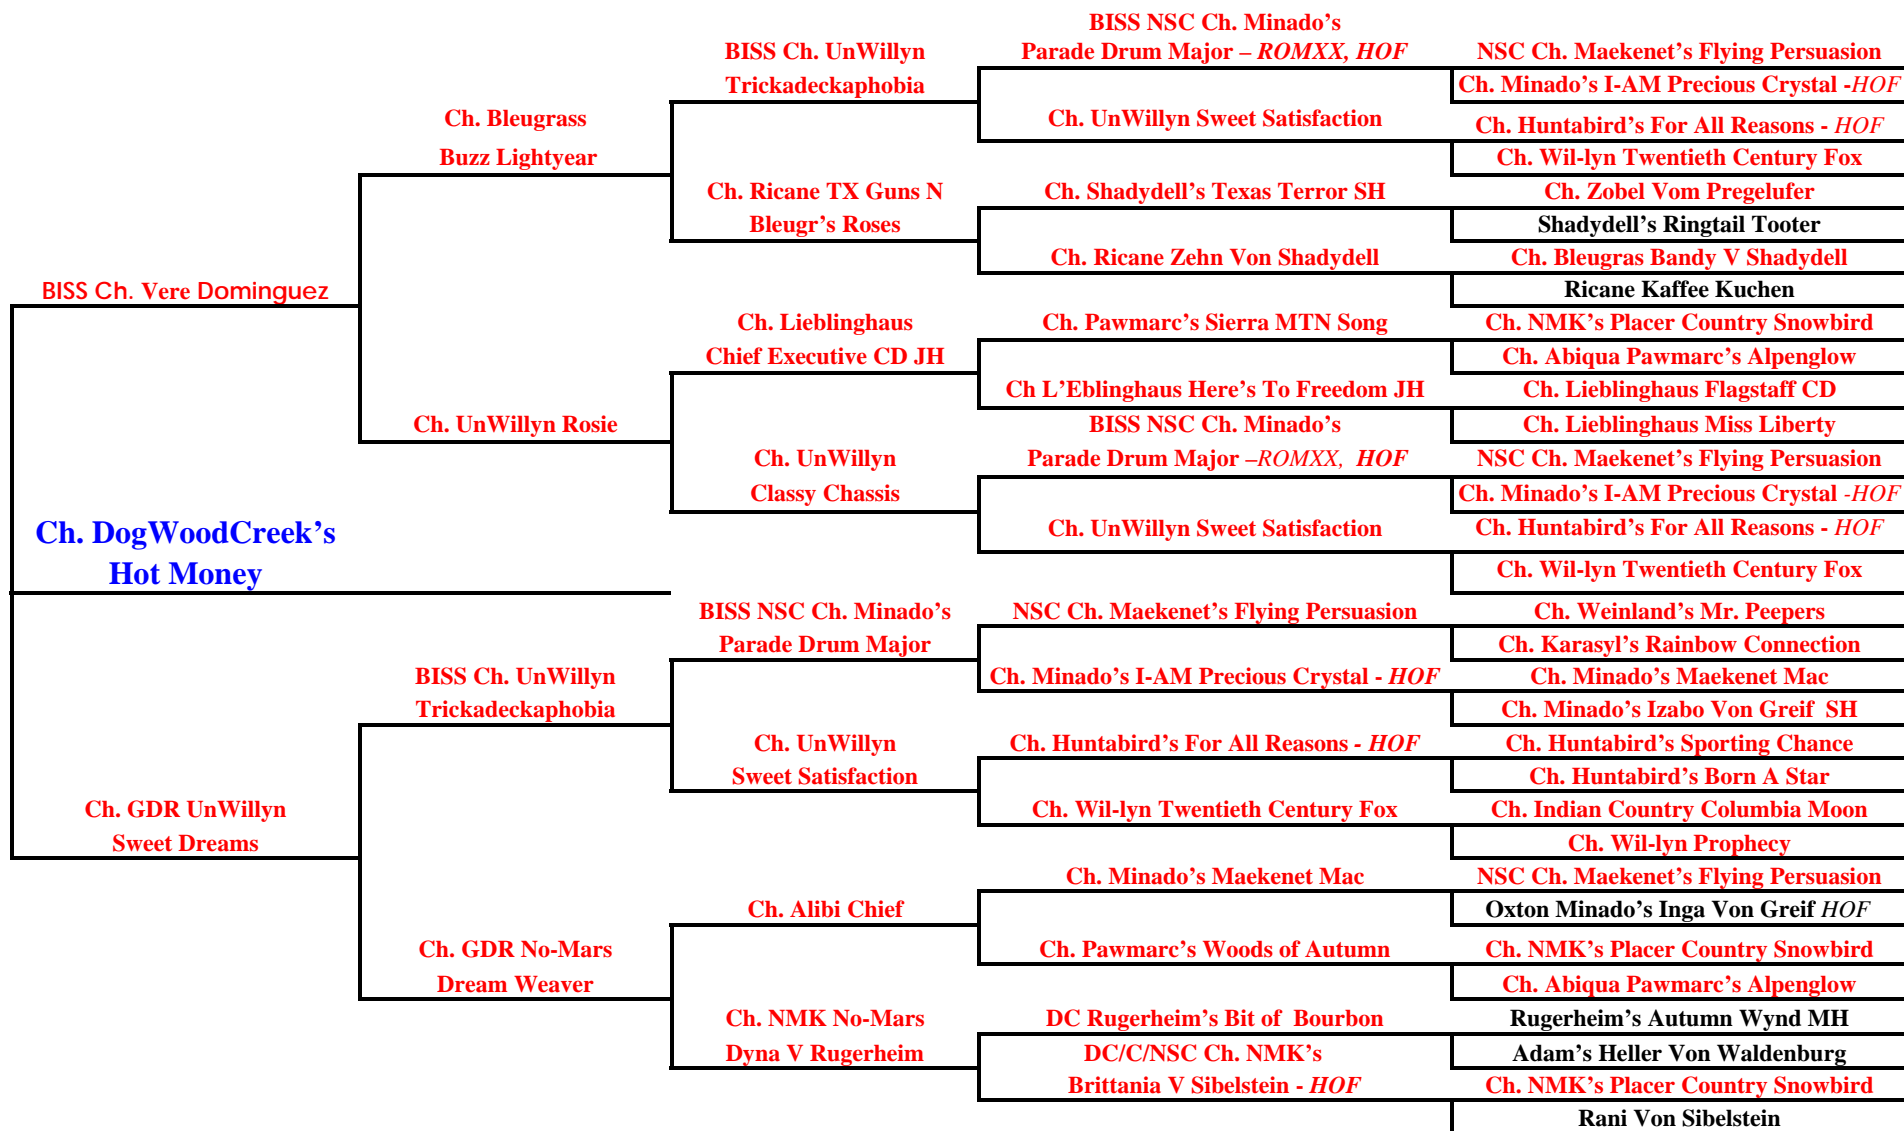 BISS NSC Ch. Minado's
BISS Ch. UnWillyn
Parade Drum Major – ROMXX, HOF
NSC Ch. Maekenet's Flying Persuasion
Trickadeckaphobia
Ch. Minado's I-AM Precious Crystal -HOF
Ch. Bleugrass
Ch. UnWillyn Sweet Satisfaction
Ch. Huntabird's For All Reasons - HOF
Buzz Lightyear
Ch. Wil-lyn Twentieth Century Fox
Ch. Ricane TX Guns N
Ch. Shadydell's Texas Terror SH
Ch. Zobel Vom Pregelufer
Bleugr's Roses
Shadydell's Ringtail Tooter
Ch. Ricane Zehn Von Shadydell
Ch. Bleugras Bandy V Shadydell
BISS Ch. Vere Dominguez
Ricane Kaffee Kuchen
Ch. Lieblinghaus
Ch. Pawmarc's Sierra MTN Song
Ch. NMK's Placer Country Snowbird
Chief Executive CD JH
Ch. Abiqua Pawmarc's Alpenglow
Ch L'Eblinghaus Here's To Freedom JH
Ch. Lieblinghaus Flagstaff CD
Ch. UnWillyn Rosie
BISS NSC Ch. Minado's
Ch. Lieblinghaus Miss Liberty
Ch. UnWillyn
Parade Drum Major –ROMXX, HOF
NSC Ch. Maekenet's Flying Persuasion
Classy Chassis
Ch. Minado's I-AM Precious Crystal -HOF
Ch. DogWoodCreek's
Ch. UnWillyn Sweet Satisfaction
Ch. Huntabird's For All Reasons - HOF
Hot Money
Ch. Wil-lyn Twentieth Century Fox
BISS NSC Ch. Minado's
NSC Ch. Maekenet's Flying Persuasion
Ch. Weinland's Mr. Peepers
Parade Drum Major
Ch. Karasyl's Rainbow Connection
BISS Ch. UnWillyn
Ch. Minado's I-AM Precious Crystal - HOF
Ch. Minado's Maekenet Mac
Trickadeckaphobia
Ch. Minado's Izabo Von Greif SH
Ch. UnWillyn
Ch. Huntabird's For All Reasons - HOF
Ch. Huntabird's Sporting Chance
Sweet Satisfaction
Ch. Huntabird's Born A Star
Ch. GDR UnWillyn
Ch. Wil-lyn Twentieth Century Fox
Ch. Indian Country Columbia Moon
Sweet Dreams
Ch. Wil-lyn Prophecy
Ch. Minado's Maekenet Mac
NSC Ch. Maekenet's Flying Persuasion
Ch. Alibi Chief
Oxton Minado's Inga Von Greif HOF
Ch. GDR No-Mars
Ch. Pawmarc's Woods of Autumn
Ch. NMK's Placer Country Snowbird
Dream Weaver
Ch. Abiqua Pawmarc's Alpenglow
Ch. NMK No-Mars
DC Rugerheim's Bit of Bourbon
Rugerheim's Autumn Wynd MH
Dyna V Rugerheim
DC/C/NSC Ch. NMK's
Adam's Heller Von Waldenburg
Brittania V Sibelstein - HOF
Ch. NMK's Placer Country Snowbird
Rani Von Sibelstein